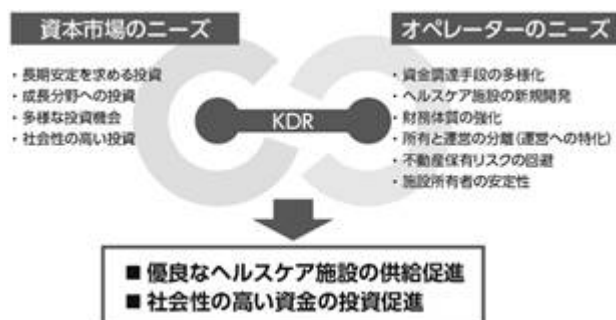 資本市場のニーズ
・長期安定を求める投資
・成長分野への投資
・多様な投資機会
・社会性の高い投資
KDR
オペレーターのニーズ
・資金調達手段の多様化
・ヘルスケア施設の新規開発
・財務体質の強化
・所有と運営の分離(運営への特化)
・不動産保有リスクの回避
・施設所有者の安定性
■ 優良なヘルスケア施設の供給促進
■ 社会性の高い資金の投資促進